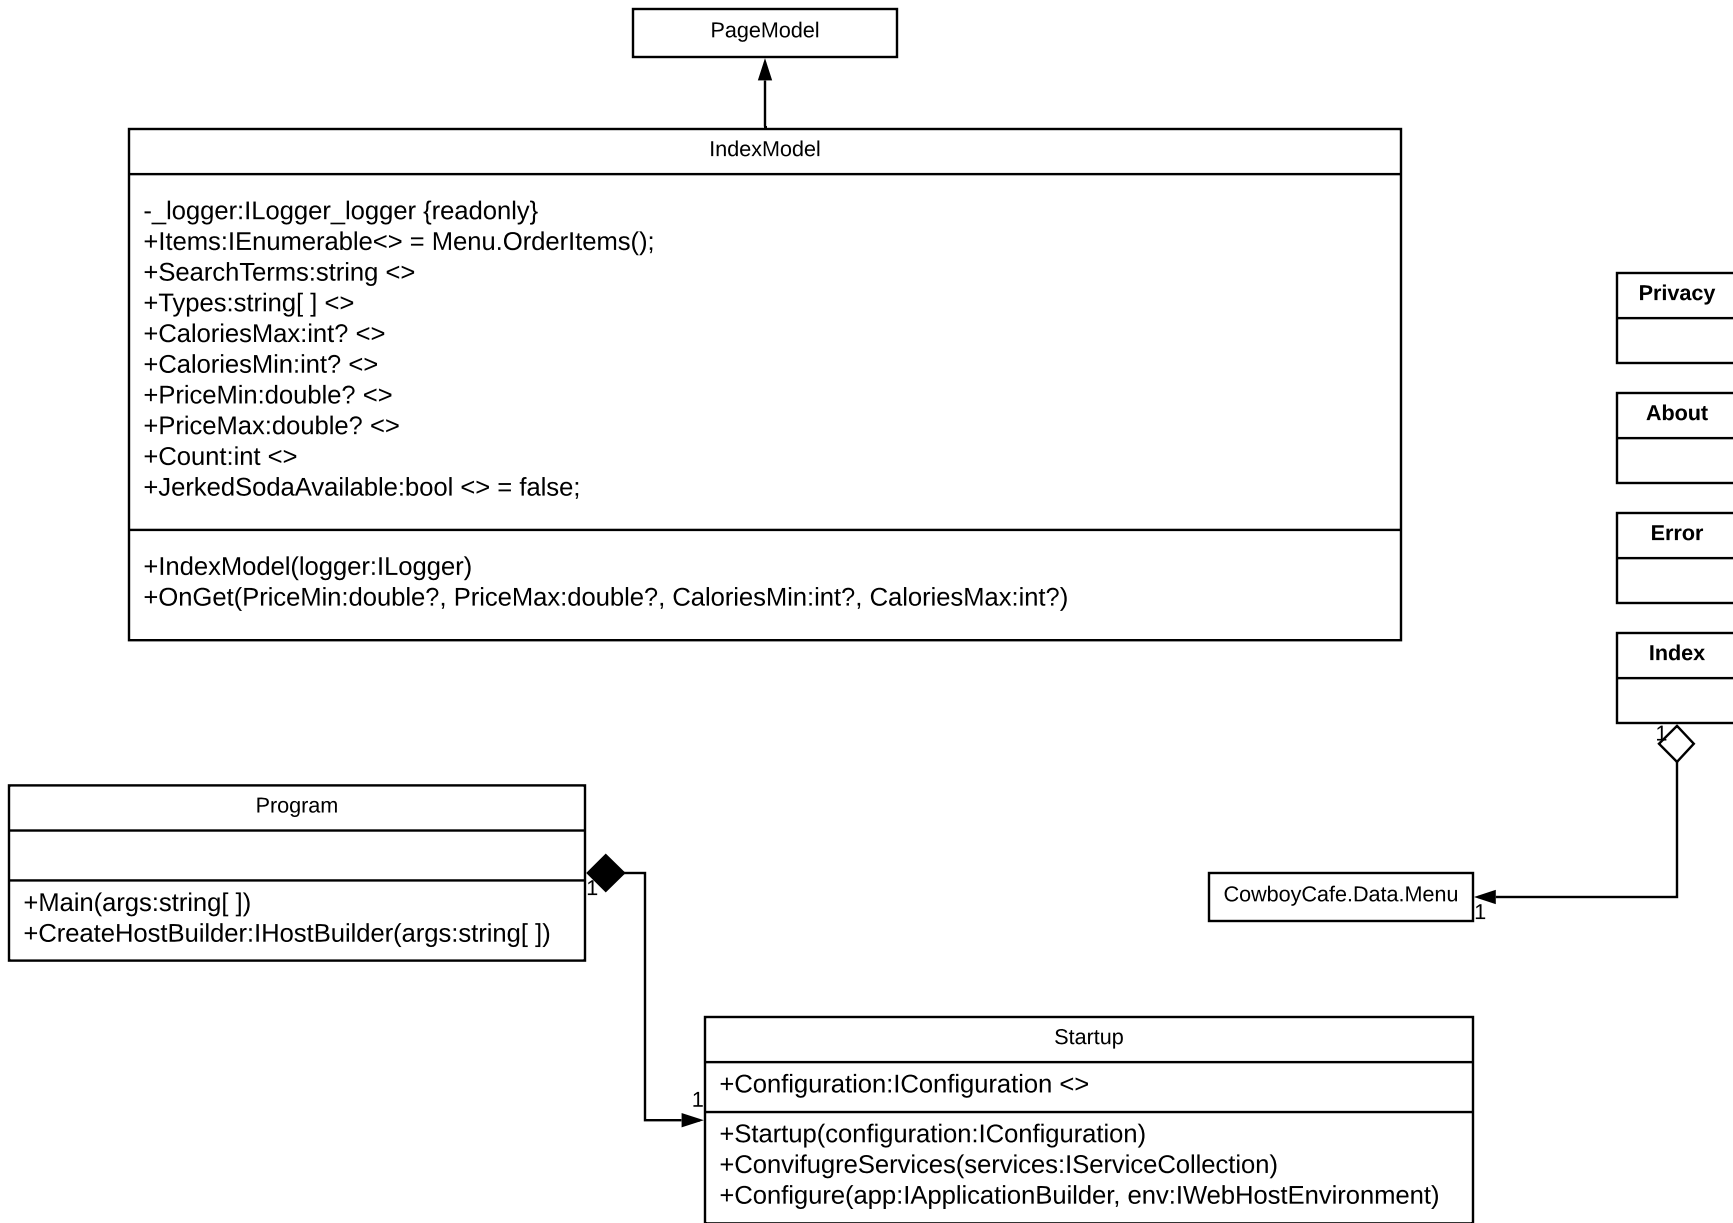 PageModel
IndexModel
-_logger:ILogger_logger {readonly}
+Items:IEnumerable<> = Menu.OrderItems();
+SearchTerms:string <>
+Types:string[ ] <>
+CaloriesMax:int? <>
+CaloriesMin:int? <>
+PriceMin:double? <>
+PriceMax:double? <>
+Count:int <>
+JerkedSodaAvailable:bool <> = false;
+IndexModel(logger:ILogger)
+OnGet(PriceMin:double?, PriceMax:double?, CaloriesMin:int?, CaloriesMax:int?)
Privacy
About
Error
Index
1
Program
+Main(args:string[ ])
+CreateHostBuilder:IHostBuilder(args:string[ ])
1
CowboyCafe.Data.Menu
1
1
Startup
+Configuration:IConfiguration <>
+Startup(configuration:IConfiguration)
+ConvifugreServices(services:IServiceCollection)
+Configure(app:IApplicationBuilder, env:IWebHostEnvironment)